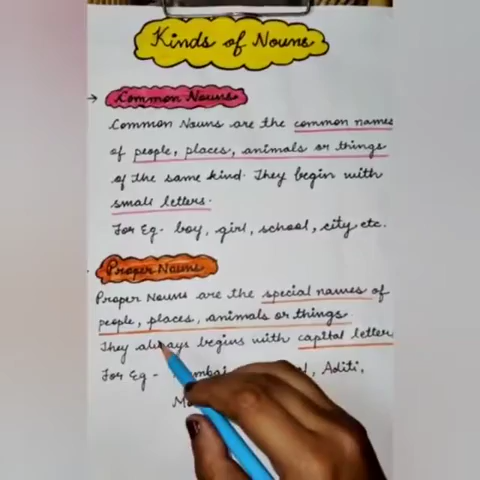 Kinds of Nouns
→ Common Nouns
Common Nouns are the common names
of people, places, animals or things
of the same kind. They begin with
small letters.
For Eg- boy, girl, school, city etc.
Proper Nouns
Proper Nouns are the special names of
people, places, animals or things.
They always begins with capital letter
For Eg - Aditi,